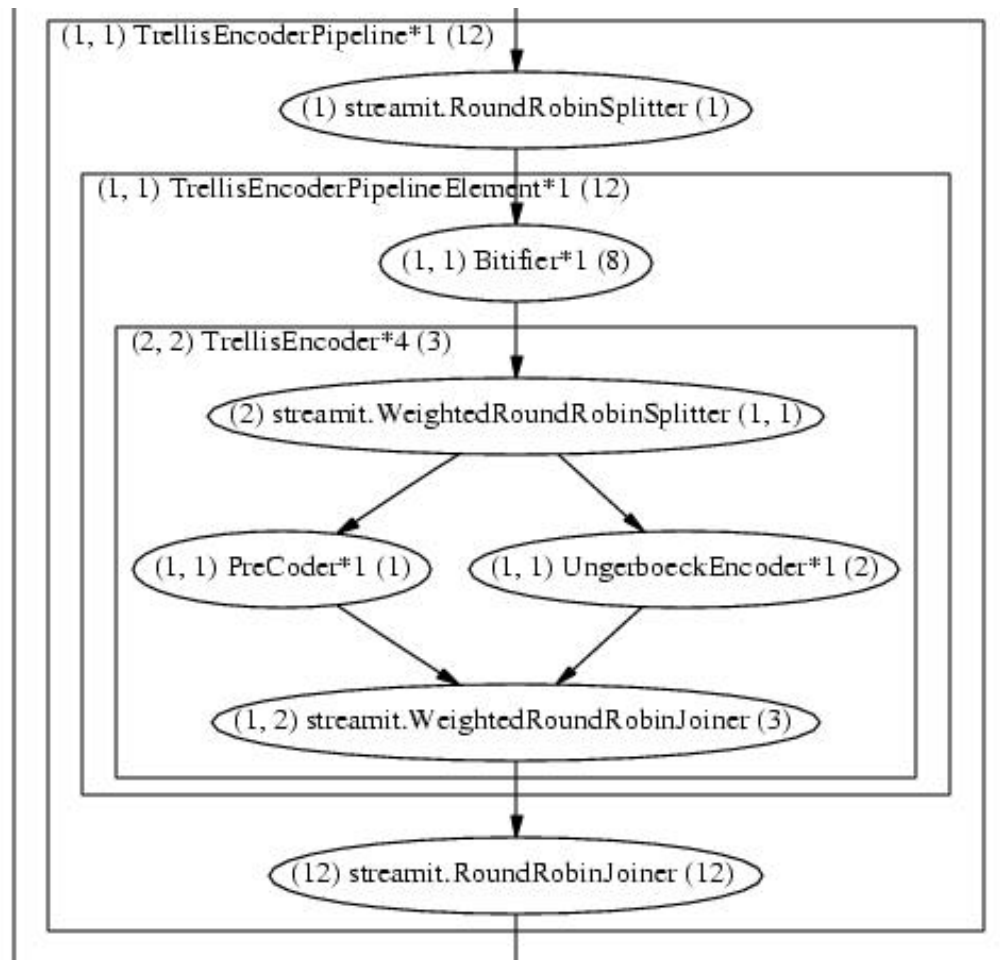 (1, 1) TrellisEncoderPipeline*1 (12)
(1) streamit.RoundRobinSplitter (1)
(1, 1) TrellisEncoderPipelineElement*1 (12)
(1, 1) Bitifier*1 (8)
(2, 2) TrellisEncoder*4 (3)
(2) streamit.WeightedRoundRobinSplitter (1, 1)
(1, 1) PreCoder*1 (1)
(1, 1) UngerboeckEncoder*1 (2)
(1, 2) streamit.WeightedRoundRobinJoiner (3)
(12) streamit.RoundRobinJoiner (12)